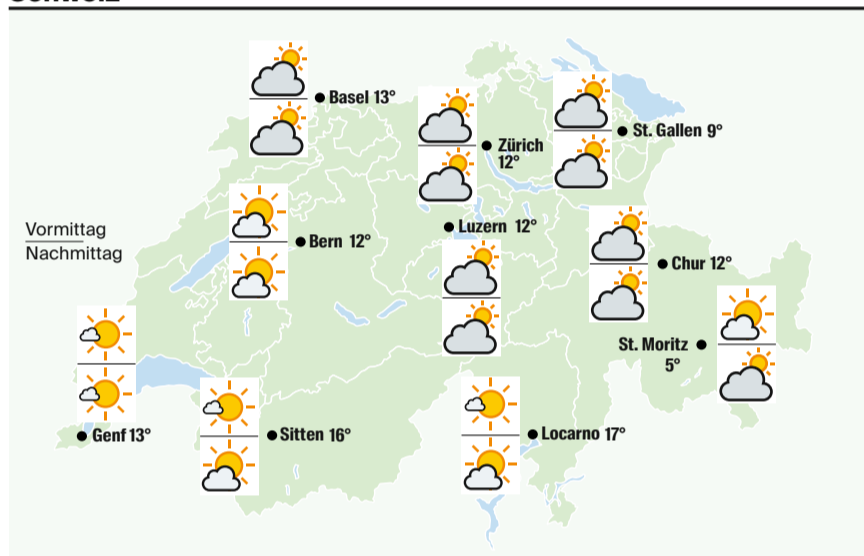 Basel 13°
Zürich
12°
St. Gallen 9°
Vormittag
Nachmittag
Bern 12°
Luzern 12°
Chur 12°
St. Moritz
5°
Genf 13°
Sitten 16°
Locarno 17°